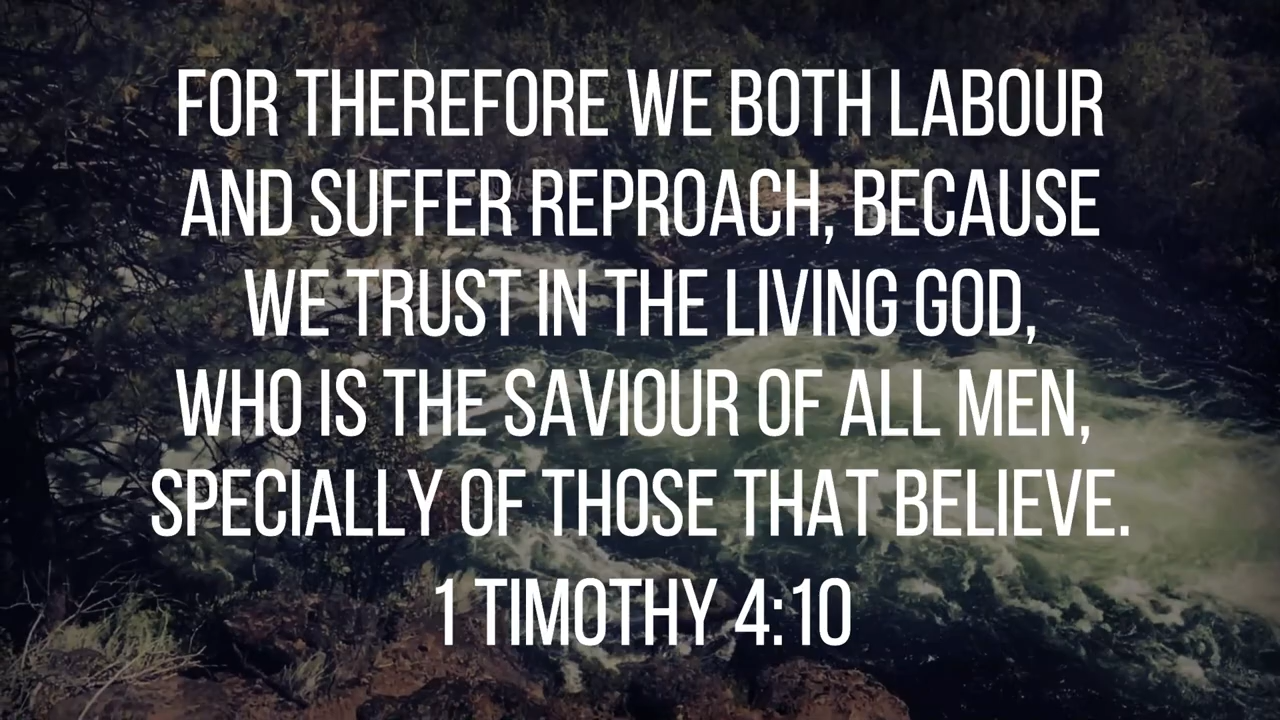 FOR THEREFORE WE BOTH LABOUR
AND SUFFER REPROACH, BECAUSE
WE TRUST IN THE LIVING GOD,
WHO IS THE SAVIOUR OF ALL MEN,
SPECIALLY OF THOSE THAT BELIEVE.
1 TIMOTHY 4:10